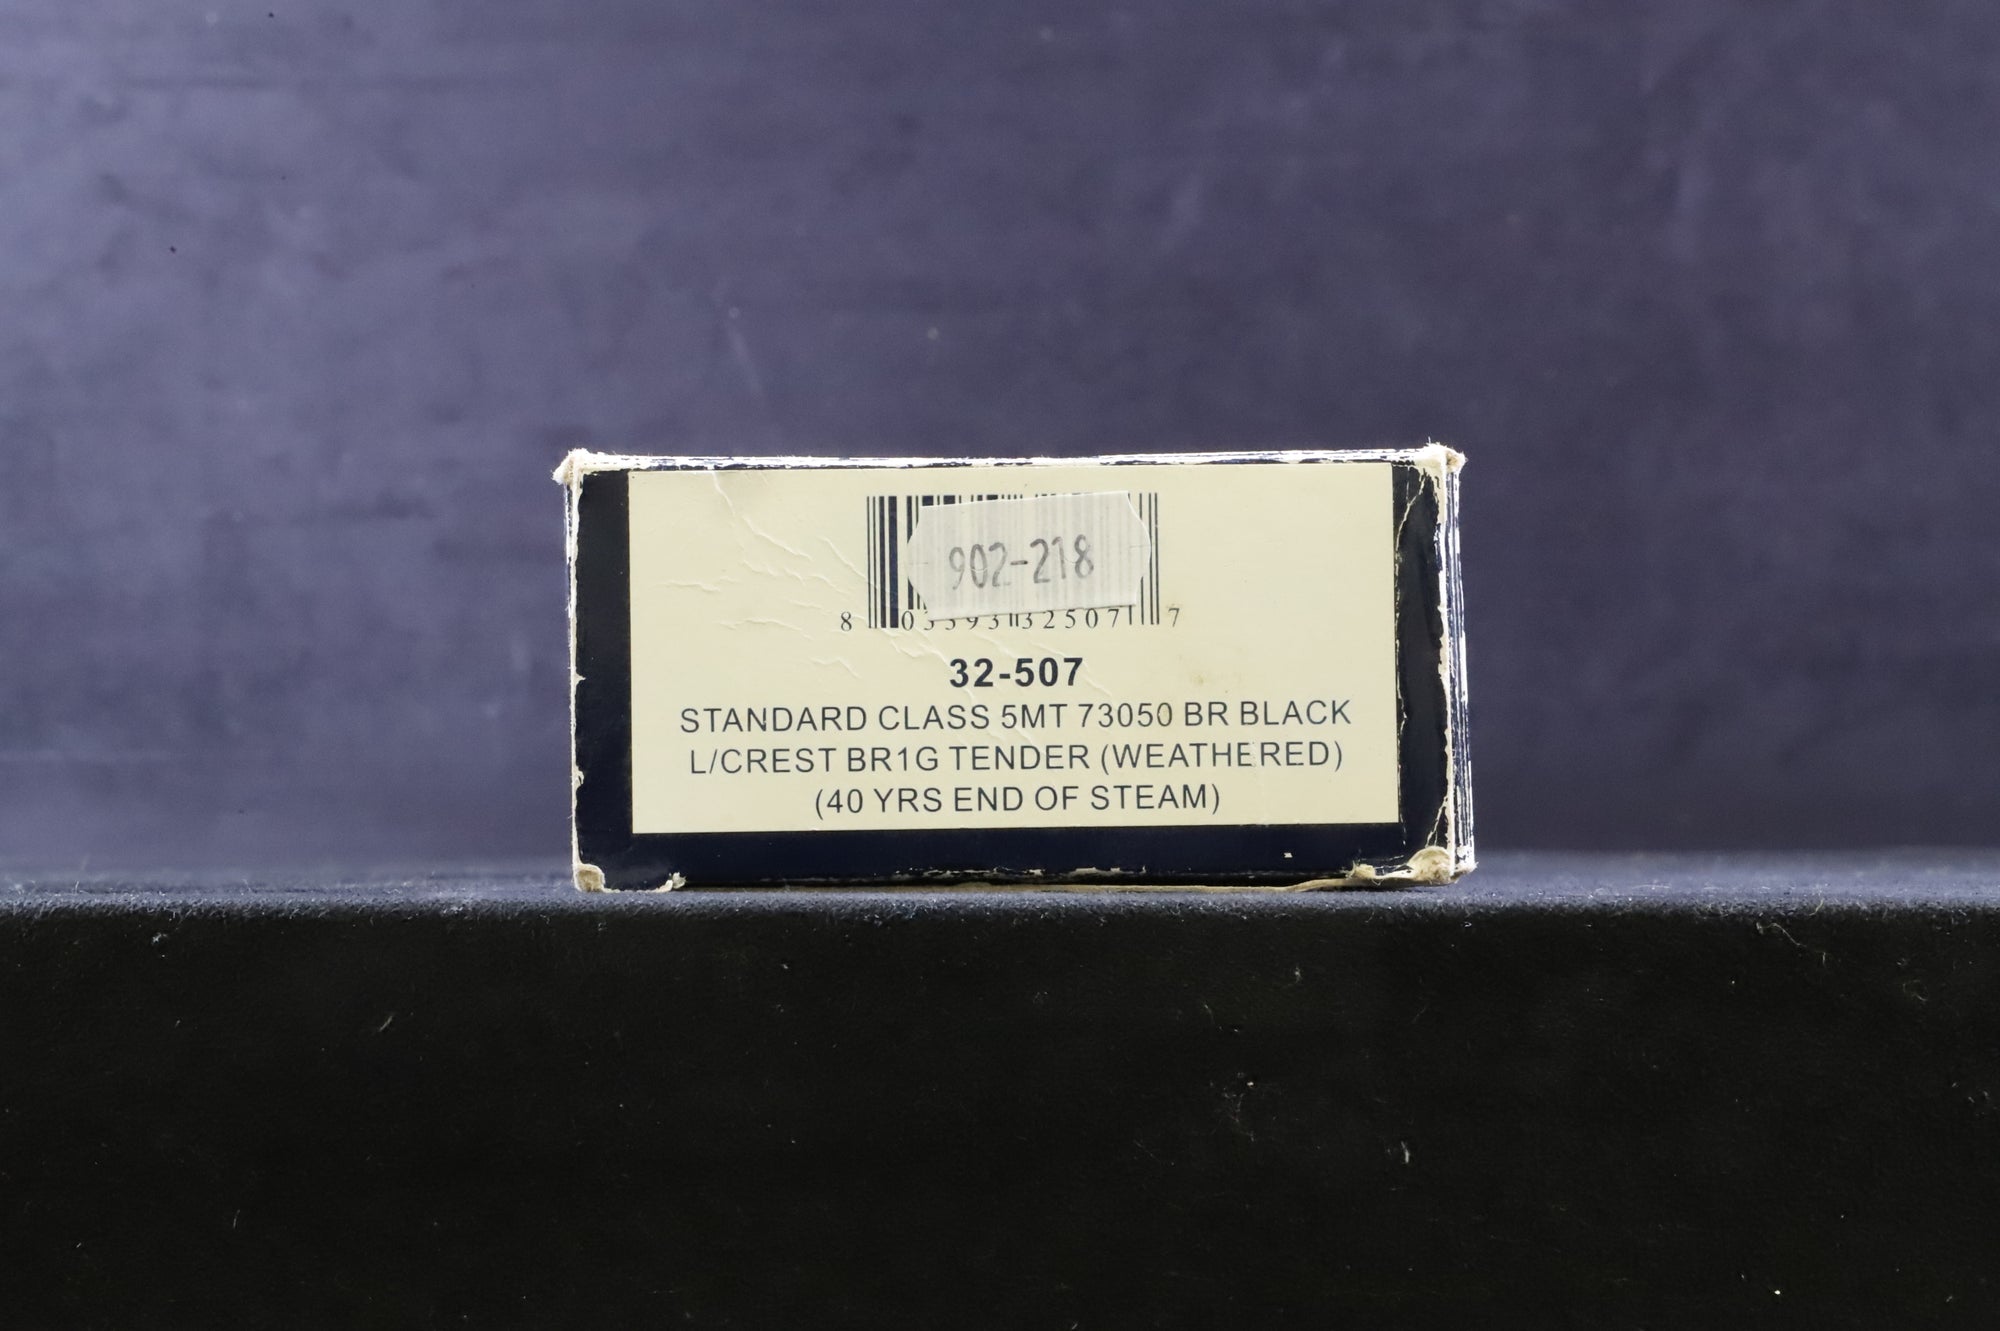 902-218
8 033393 32507 7
32-507
STANDARD CLASS 5MT 73050 BR BLACK
L/CREST BR1G TENDER (WEATHERED)
(40 YRS END OF STEAM)